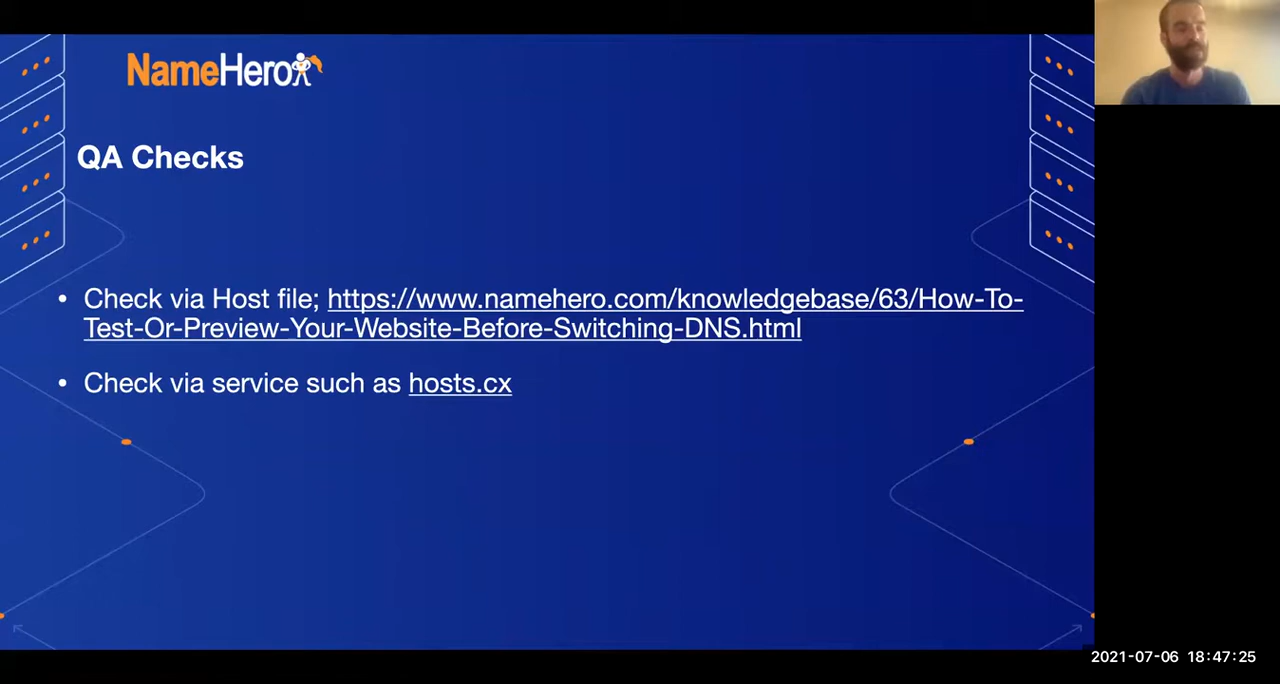 NameHero
QA Checks
• Check via Host file; https://www.namehero.com/knowledgebase/63/How-To-
Test-Or-Preview-Your-Website-Before-Switching-DNS.html
• Check via service such as hosts.cx
2021-07-06 18:47:25